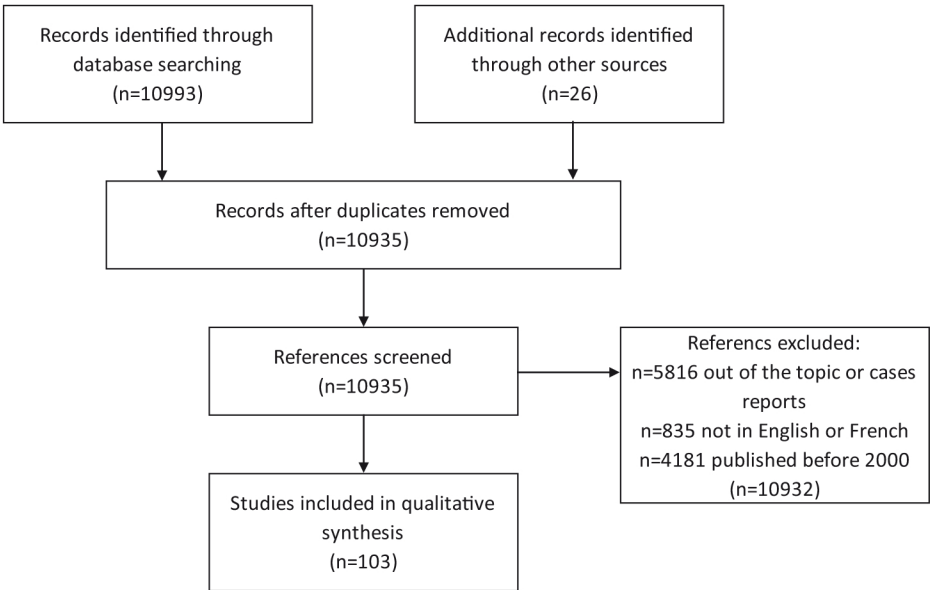 Records identified through
database searching
(n=10993)
Additional records identified
through other sources
(n=26)
Records after duplicates removed
(n=10935)
References screened
(n=10935)
Referencs excluded:
n=5816 out of the topic or cases
reports
n=835 not in English or French
n=4181 published before 2000
(n=10932)
Studies included in qualitative
synthesis
(n=103)